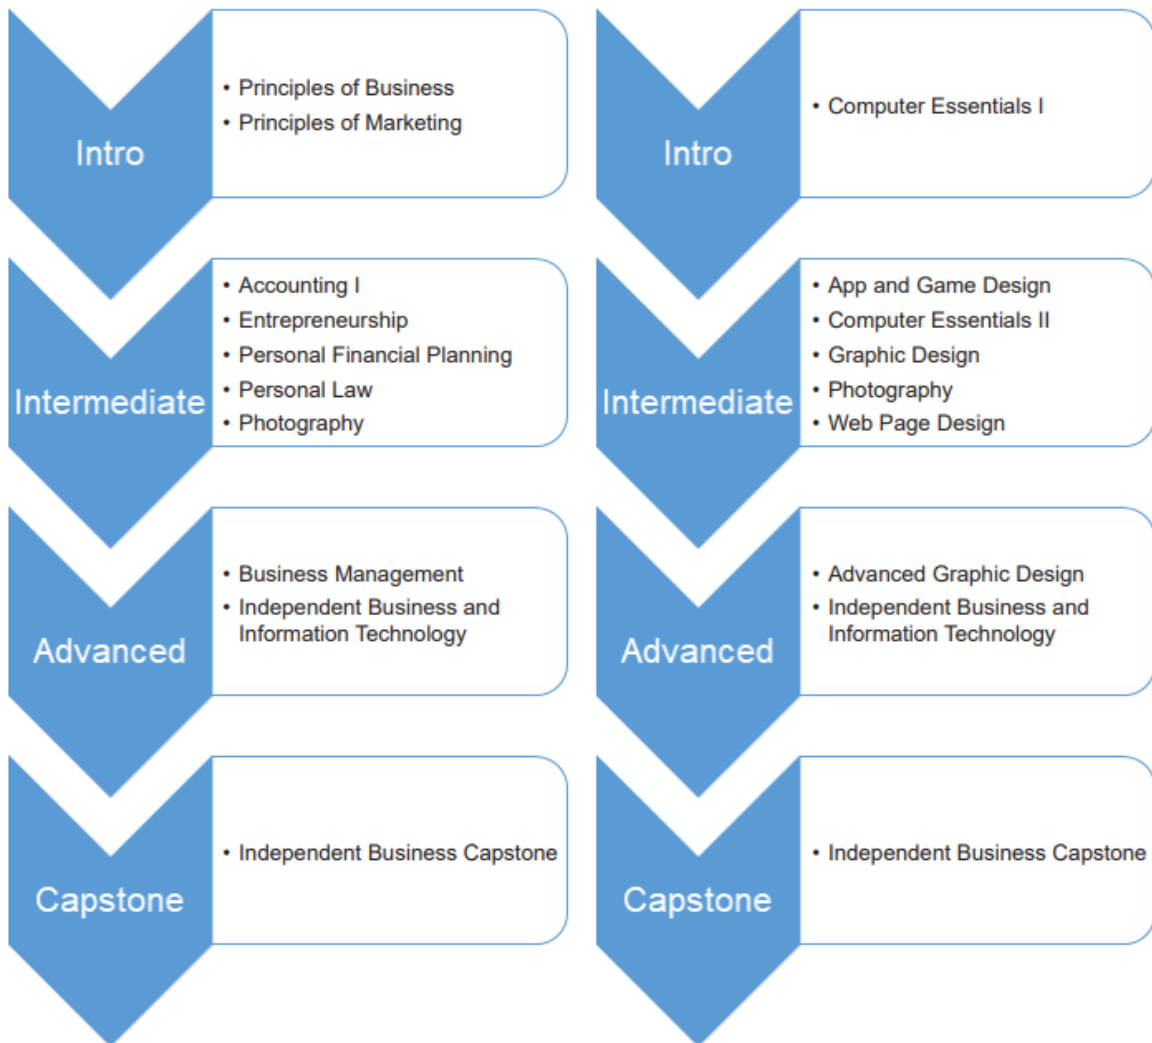 Intro
• Principles of Business
• Principles of Marketing
Intermediate
• Accounting I
• Entrepreneurship
• Personal Financial Planning
• Personal Law
• Photography
Advanced
• Business Management
• Independent Business and
Information Technology
Capstone
• Independent Business Capstone
Intro
• Computer Essentials I
Intermediate
• App and Game Design
• Computer Essentials II
• Graphic Design
• Photography
• Web Page Design
Advanced
• Advanced Graphic Design
• Independent Business and
Information Technology
Capstone
• Independent Business Capstone